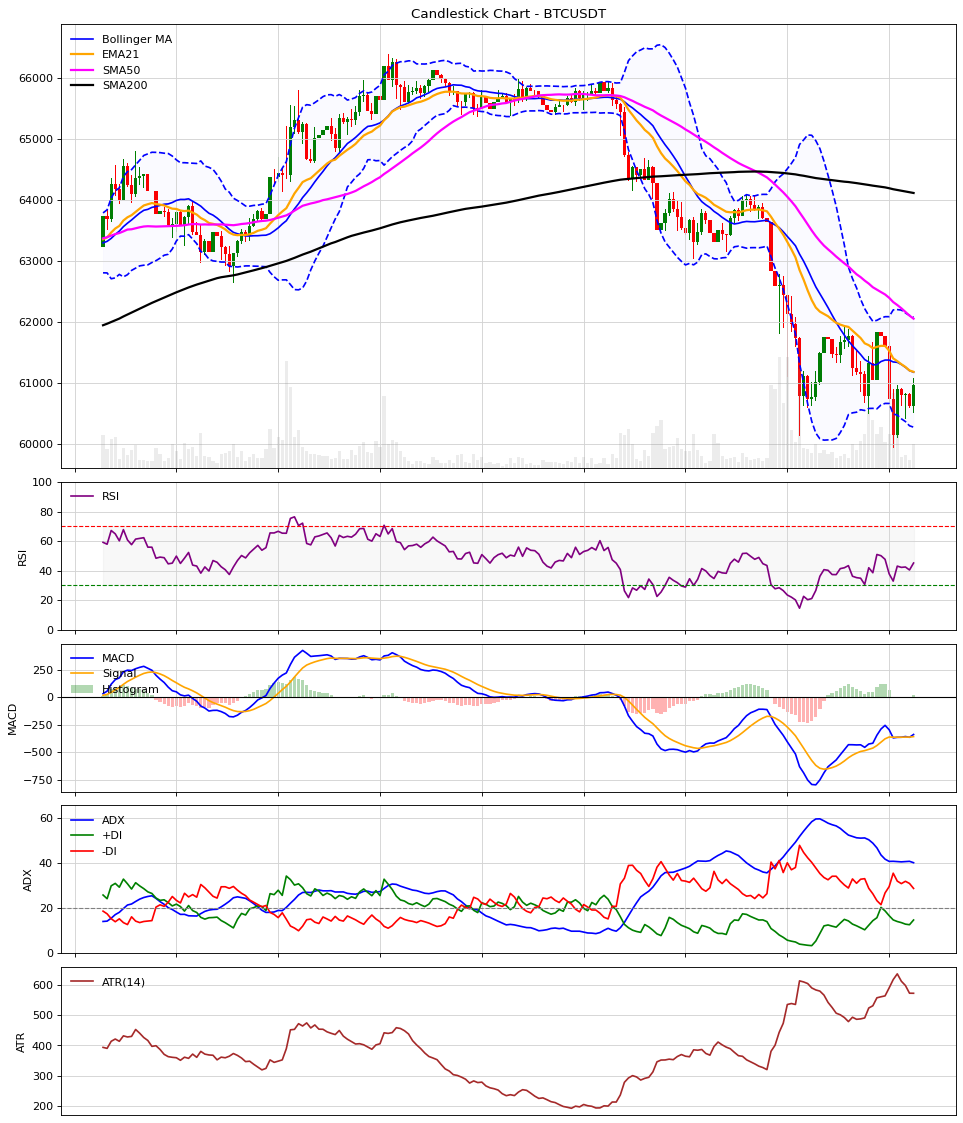 Candlestick Chart - BTCUSDT
Bollinger MA
EMA21
SMA50
SMA200
66000
65000
64000
63000
62000
61000
60000
100
80
60
40
20
0
RSI
RSI
250
0
−250
−500
−750
MACD
MACD
Signal
Histogram
60
40
20
0
ADX
ADX
+DI
-DI
600
500
400
300
200
ATR
ATR(14)